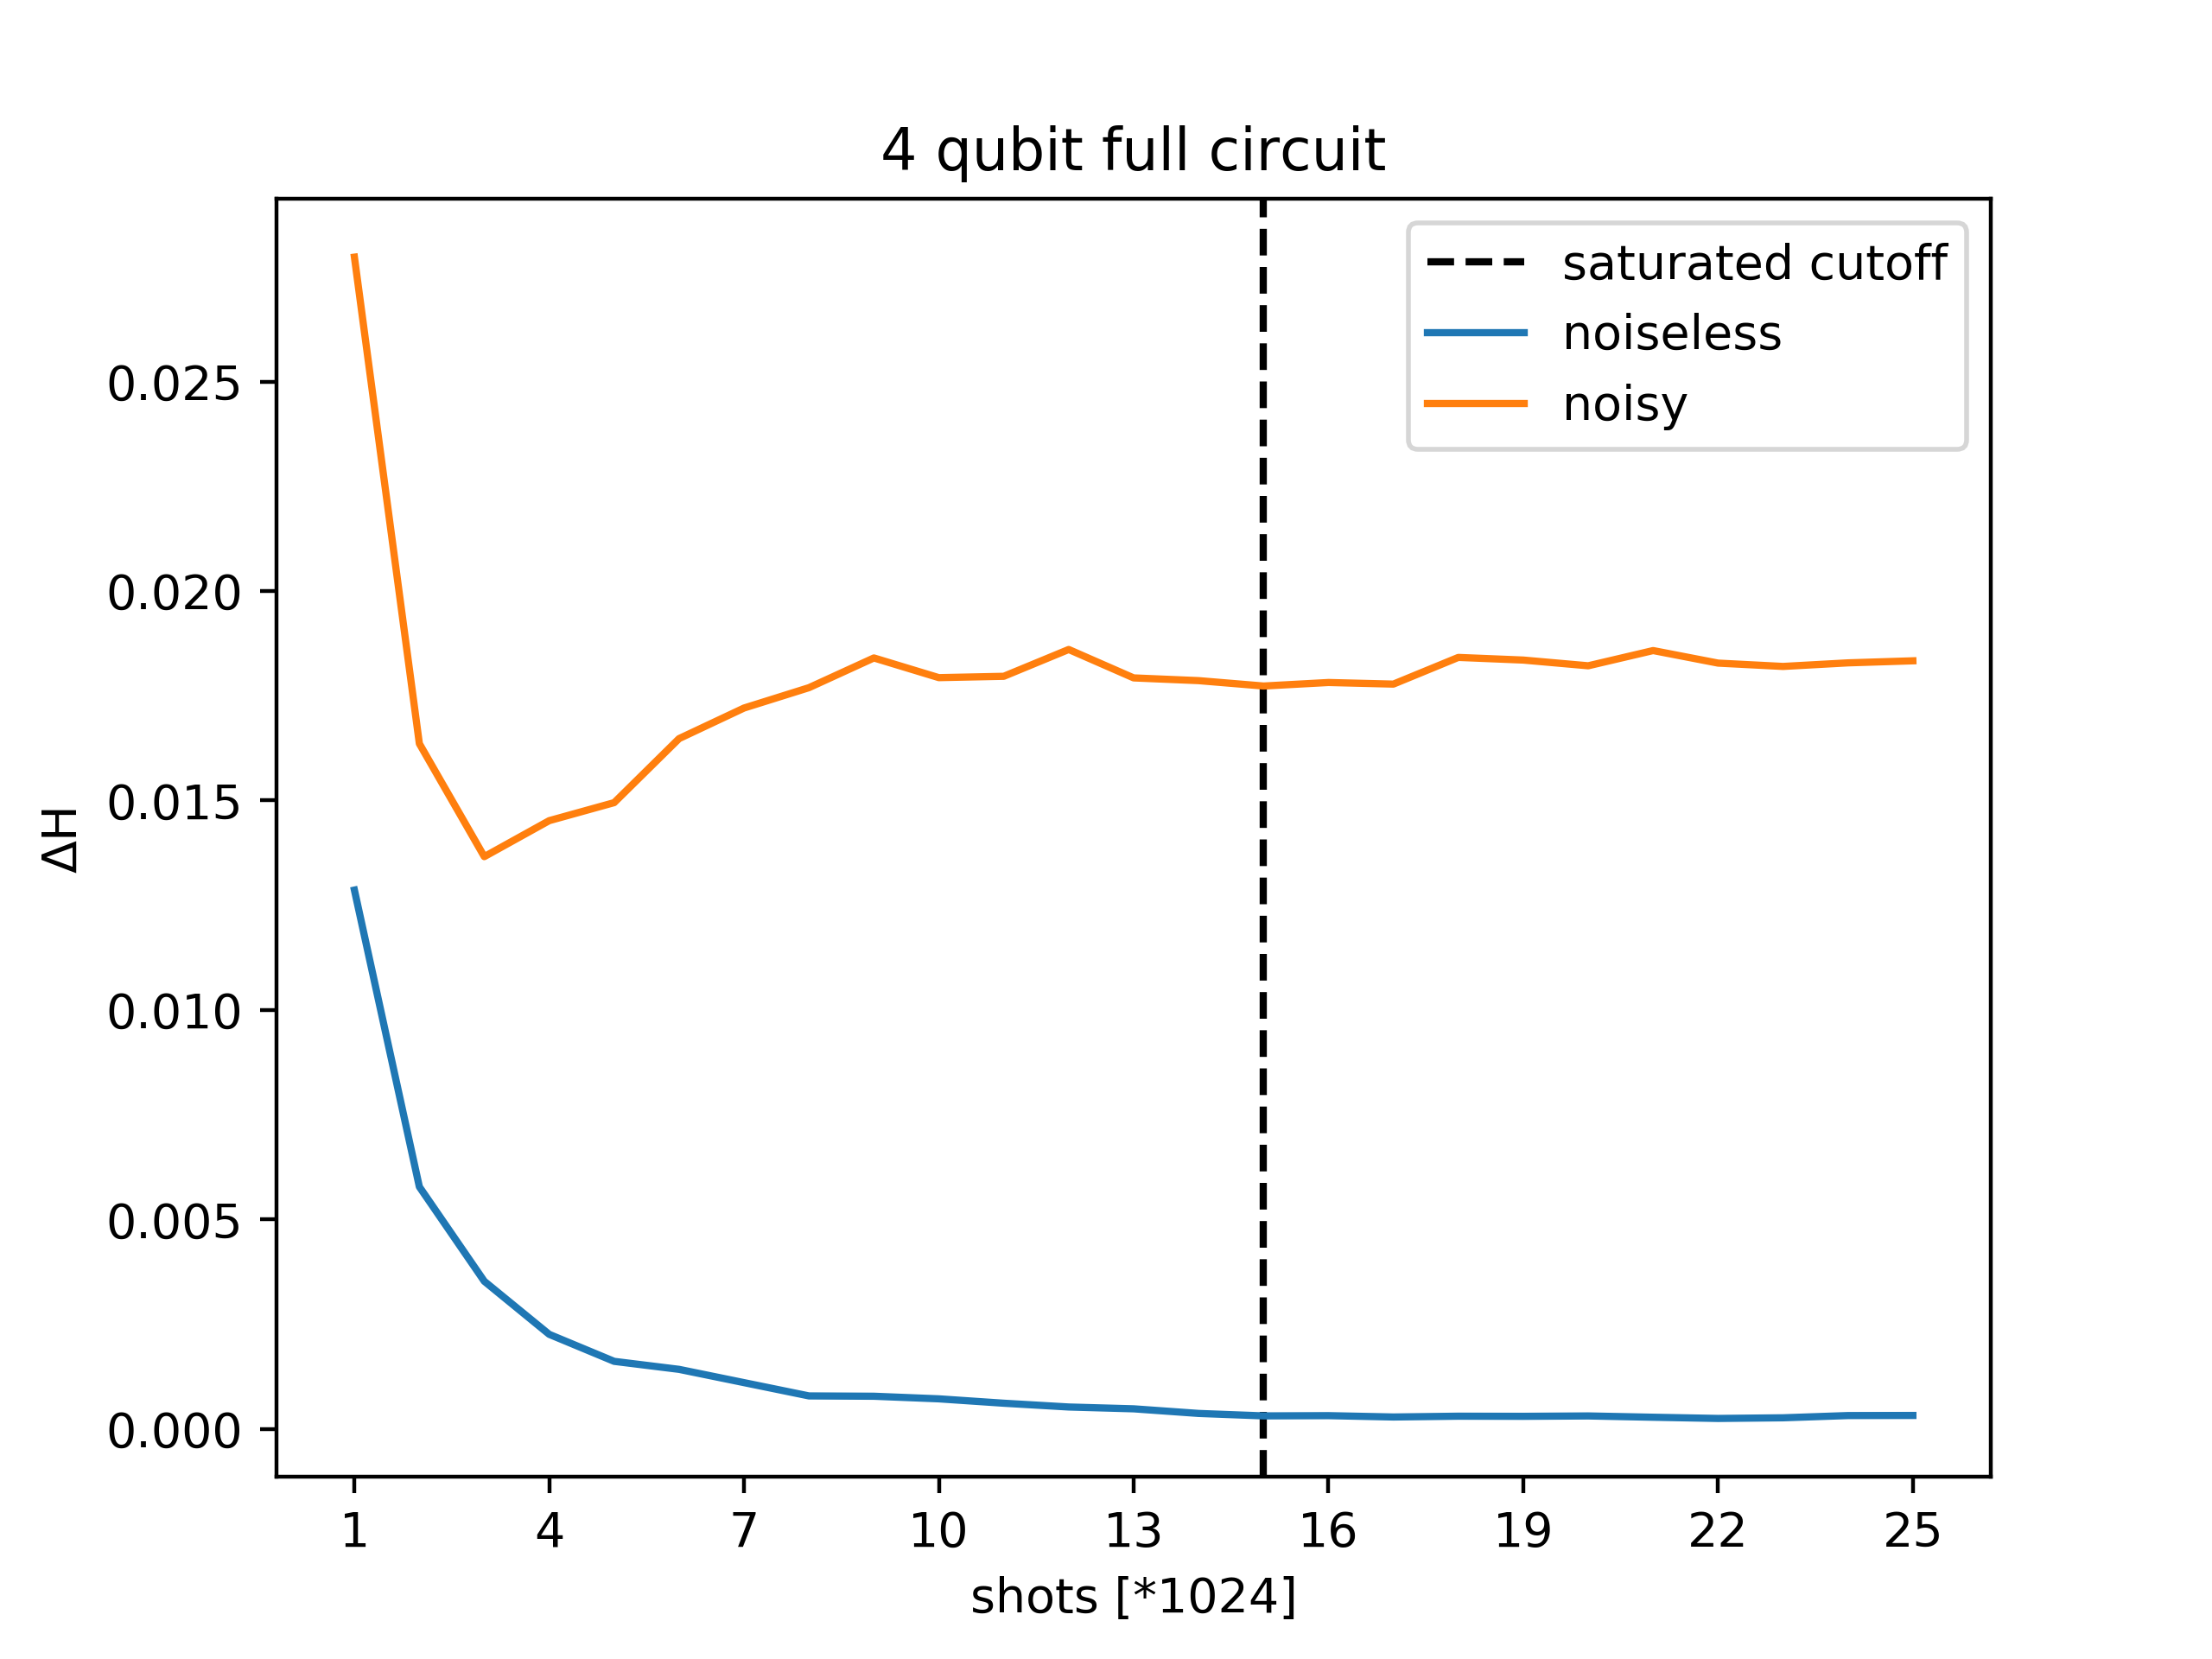 4 qubit full circuit
saturated cutoff
noiseless
noisy
ΔH
0.025
0.020
0.015
0.010
0.005
0.000
1 4 7 10 13 16 19 22 25
shots [*1024]